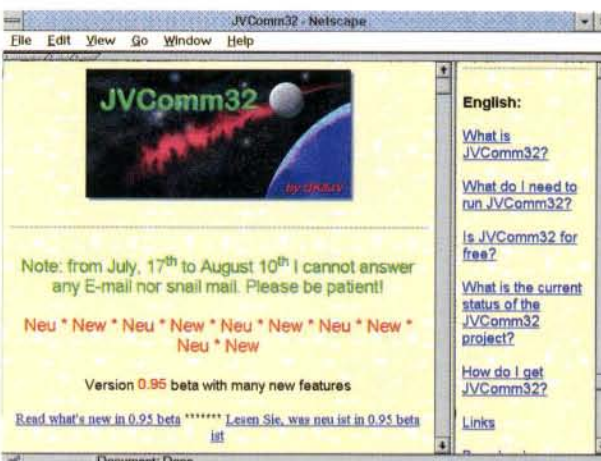 JVComm32 - Netscape
File Edit View Go Window Help
JVComm32
Note: from July, 17th to August 10th I cannot answer
any E-mail nor snail mail. Please be patient!
Neu * New * Neu * New * Neu * New * Neu * New *
Neu * New
Version 0.95 beta with many new features
Read what's new in 0.95 beta ******* Lesen Sie, was neu ist in 0.95 beta
ist
English:
What is
JVComm32?
What do I need to
run JVComm32?
Is JVComm32 for
free?
What is the current
status of the
JVComm32
project?
How do I get
JVComm32?
Links
Document: Done